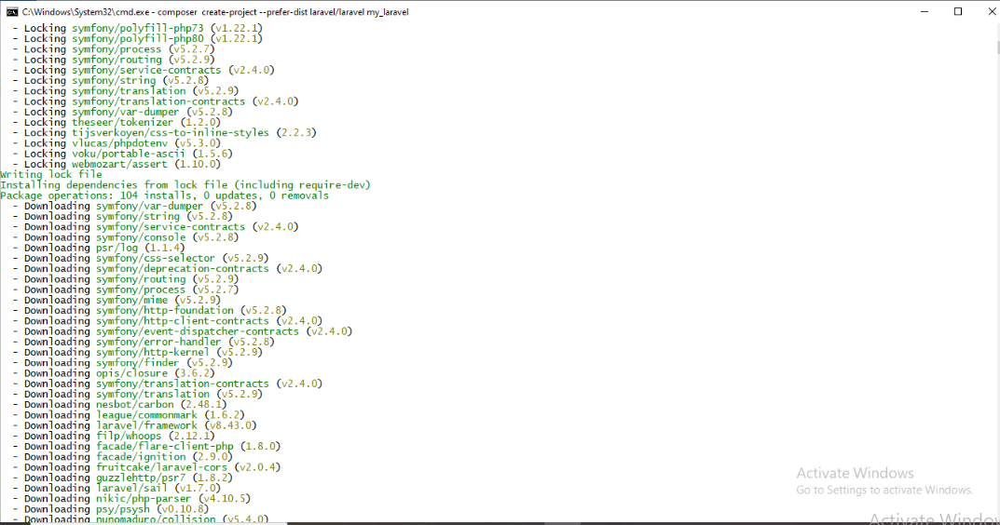 C:\Windows\System32\cmd.exe - composer create-project --prefer-dist laravel/laravel my_laravel
- Locking symfony/polyfill-php73 (v1.22.1)
- Locking symfony/polyfill-php80 (v1.22.1)
- Locking symfony/process (v5.2.7)
- Locking symfony/routing (v5.2.9)
- Locking symfony/service-contracts (v2.4.0)
- Locking symfony/string (v5.2.8)
- Locking symfony/translation (v5.2.9)
- Locking symfony/translation-contracts (v2.4.0)
- Locking symfony/var-dumper (v5.2.8)
- Locking theseer/tokenizer (1.2.0)
- Locking tijsverkoyen/css-to-inline-styles (2.2.3)
- Locking vlucas/phpdotenv (v5.3.0)
- Locking voku/portable-ascii (1.5.6)
- Locking webmozart/assert (1.10.0)
Writing lock file
Installing dependencies from lock file (including require-dev)
Package operations: 104 installs, 0 updates, 0 removals
- Downloading symfony/var-dumper (v5.2.8)
- Downloading symfony/string (v5.2.8)
- Downloading symfony/service-contracts (v2.4.0)
- Downloading symfony/console (v5.2.8)
- Downloading psr/log (1.1.4)
- Downloading symfony/css-selector (v5.2.9)
- Downloading symfony/deprecation-contracts (v2.4.0)
- Downloading symfony/routing (v5.2.9)
- Downloading symfony/process (v5.2.7)
- Downloading symfony/mime (v5.2.9)
- Downloading symfony/http-foundation (v5.2.8)
- Downloading symfony/http-client-contracts (v2.4.0)
- Downloading symfony/event-dispatcher-contracts (v2.4.0)
- Downloading symfony/error-handler (v5.2.8)
- Downloading symfony/http-kernel (v5.2.9)
- Downloading symfony/finder (v5.2.9)
- Downloading opis/closure (3.6.2)
- Downloading symfony/translation-contracts (v2.4.0)
- Downloading symfony/translation (v5.2.9)
- Downloading nesbot/carbon (2.48.1)
- Downloading league/commonmark (1.6.2)
- Downloading laravel/framework (v8.43.0)
- Downloading filp/whoops (2.12.1)
- Downloading facade/flare-client-php (1.8.0)
- Downloading facade/ignition (2.9.0)
- Downloading fruitcake/laravel-cors (v2.0.4)
- Downloading guzzlehttp/psr7 (1.8.2)
- Downloading laravel/sail (v1.7.0)
- Downloading nikic/php-parser (v4.10.5)
- Downloading psy/psysh (v0.10.8)
- Downloading nunomaduro/collision (v5.4.0)
Activate Windows
Go to Settings to activate Windows.
Activate Window